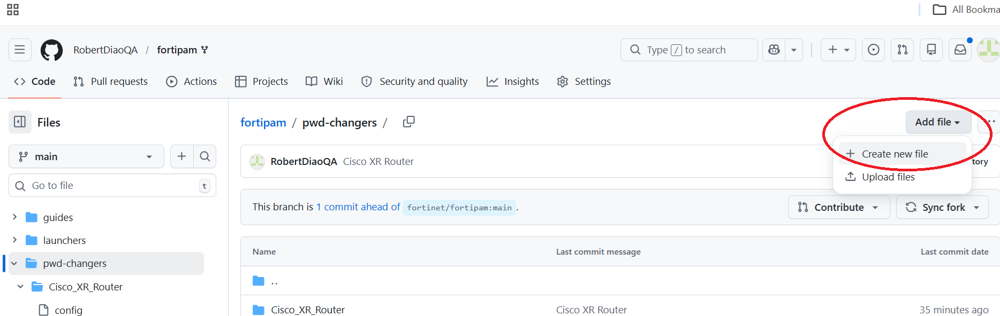 All Bookma
RobertDiaoQA / fortipam
Type / to search
Code Pull requests Actions Projects Wiki Security and quality Insights Settings
Files
fortipam / pwd-changers /
Add file
main
RobertDiaoQA Cisco XR Router
Create new file
tory
Go to file t
Upload files
This branch is 1 commit ahead of fortinet/fortipam:main.
Contribute Sync fork
guides
launchers
pwd-changers
Cisco_XR_Router
config
Name Last commit message Last commit date
..
Cisco_XR_Router Cisco XR Router 35 minutes ago